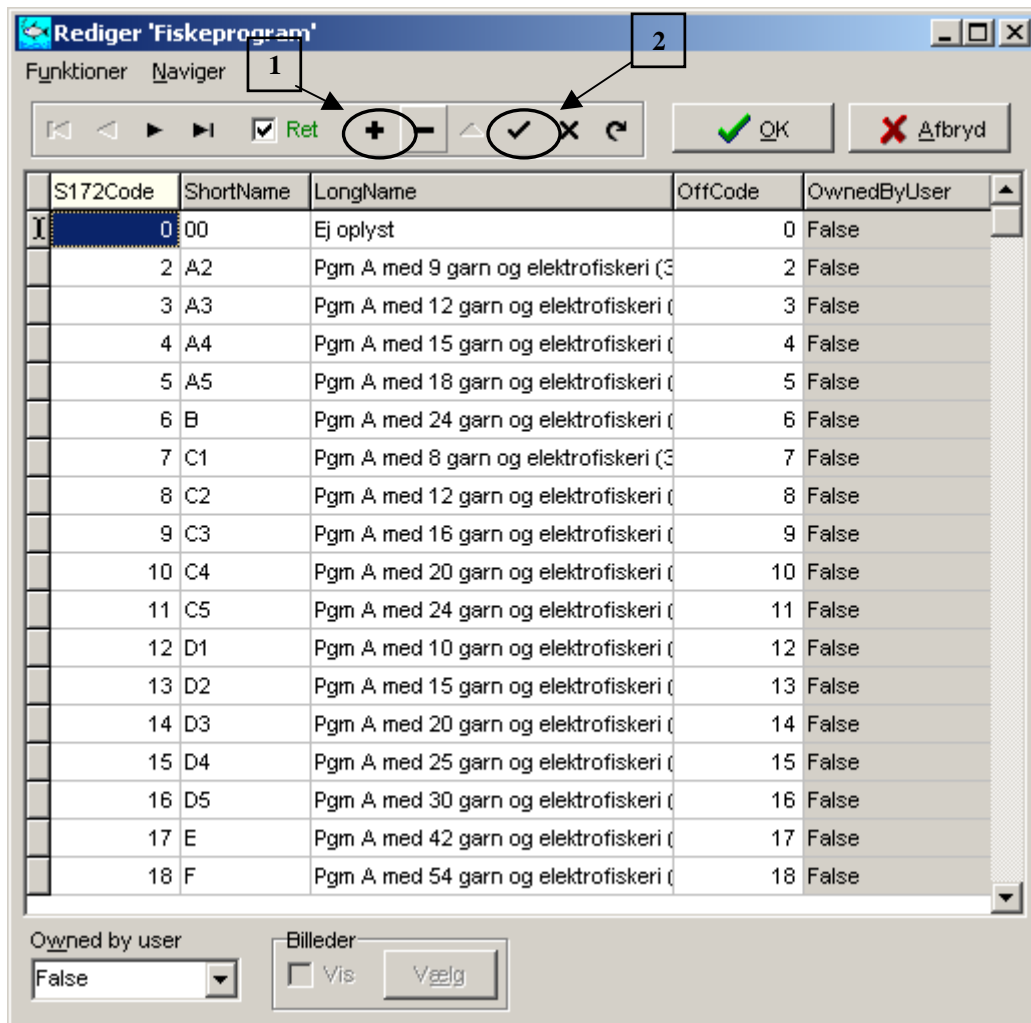 Rediger 'Fiskeprogram'
2
Funktioner Naviger 1
Ret OK Afbryd
S172Code ShortName LongName OffCode OwnedByUser
0 00 Ej oplyst 0 False
2 A2 Pgm A med 9 garn og elektrofiskeri (3 2 False
3 A3 Pgm A med 12 garn og elektrofiskeri ( 3 False
4 A4 Pgm A med 15 garn og elektrofiskeri ( 4 False
5 A5 Pgm A med 18 garn og elektrofiskeri ( 5 False
6 B Pgm A med 24 garn og elektrofiskeri ( 6 False
7 C1 Pgm A med 8 garn og elektrofiskeri (3 7 False
8 C2 Pgm A med 12 garn og elektrofiskeri ( 8 False
9 C3 Pgm A med 16 garn og elektrofiskeri ( 9 False
10 C4 Pgm A med 20 garn og elektrofiskeri ( 10 False
11 C5 Pgm A med 24 garn og elektrofiskeri ( 11 False
12 D1 Pgm A med 10 garn og elektrofiskeri ( 12 False
13 D2 Pgm A med 15 garn og elektrofiskeri ( 13 False
14 D3 Pgm A med 20 garn og elektrofiskeri ( 14 False
15 D4 Pgm A med 25 garn og elektrofiskeri ( 15 False
16 D5 Pgm A med 30 garn og elektrofiskeri ( 16 False
17 E Pgm A med 42 garn og elektrofiskeri ( 17 False
18 F Pgm A med 54 garn og elektrofiskeri ( 18 False
Owned by user Billeder
False Vis Vælg